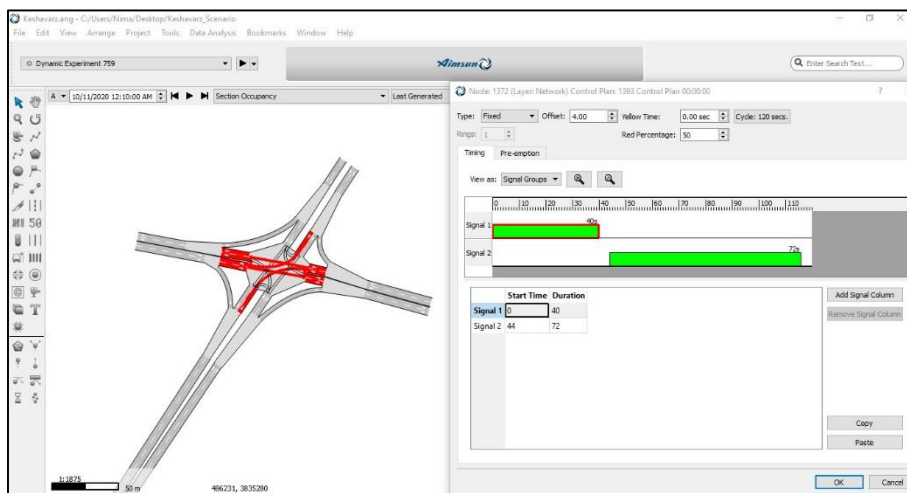 Keshavarz.ang - C:/Users/Nima/Desktop/Keshavarz_Scenario
File Edit View Arrange Project Tools Data Analysis Bookmarks Window Help
Dynamic Experiment 759
Aimsun
Enter Search Text...
A 10/11/2020 12:10:00 AM Section Occupancy Last Generated
Node: 1372 (Layer: Network) Control Plan: 1393 Control Plan 00:00:00 ?
Type: Fixed Offset: 4.00 Yellow Time: 0.00 sec Cycle: 120 secs.
Rings: 1 Red Percentage: 50
Timing Pre-emption
View as: Signal Groups
0 10 20 30 40 50 60 70 80 90 100 110
Signal 1 40s
Signal 2 72s
Start Time Duration
Signal 1 0 40
Signal 2 44 72
Add Signal Column
Remove Signal Column
Copy
Paste
OK Cancel
50
T
1:1875
50 m
486231, 3835280